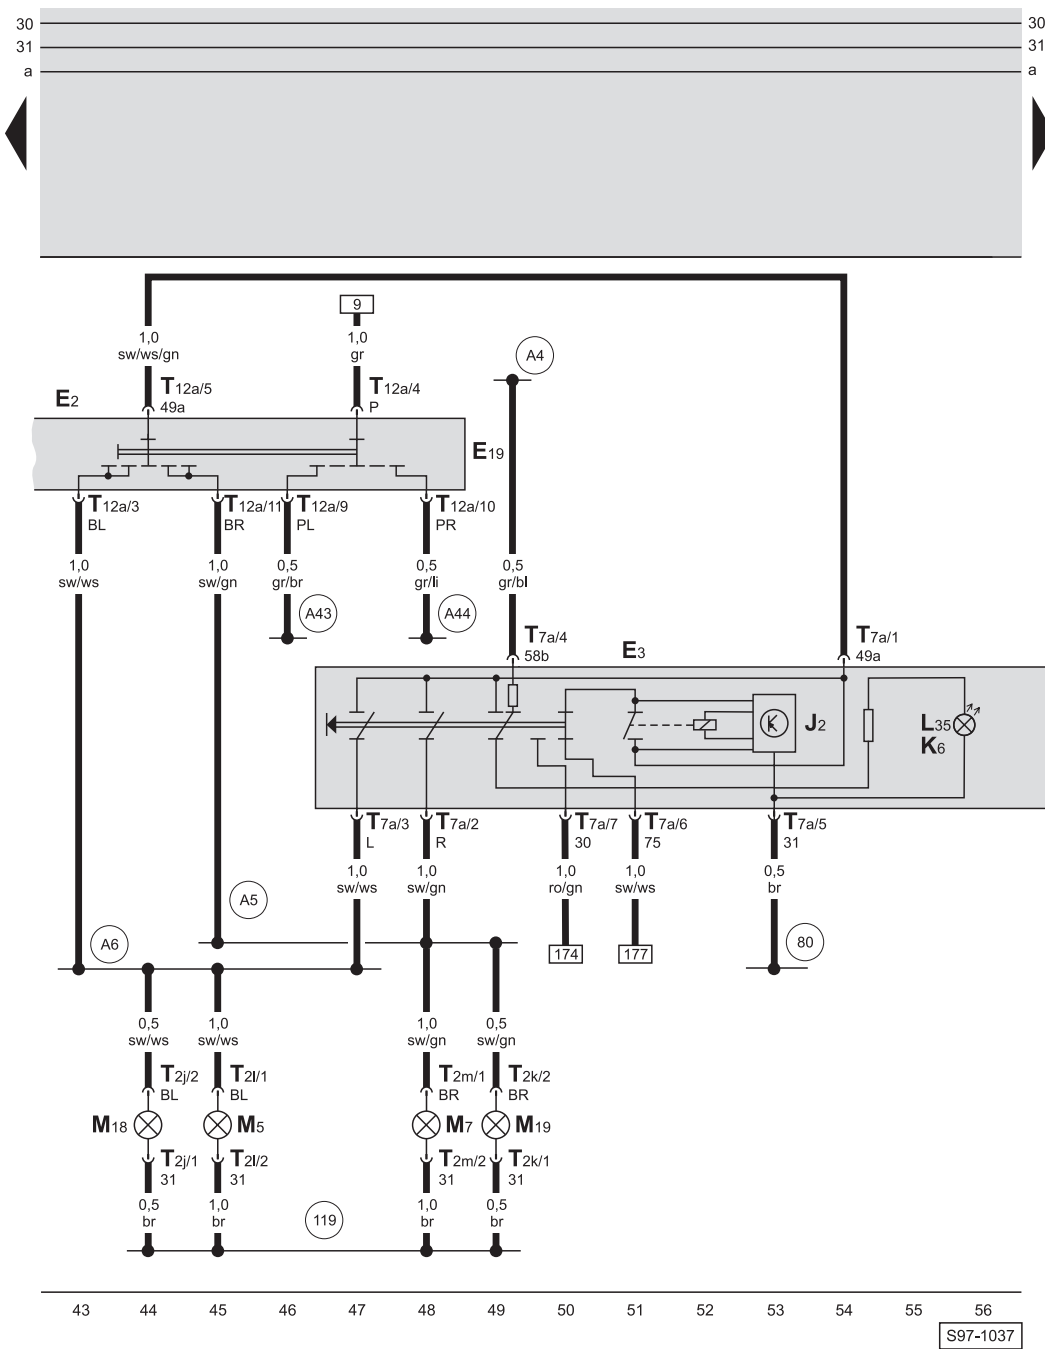 30 30
31 31
a a
9
1,0 1,0
sw/ws/gn gr
A4
E2 T12a/5 T12a/4
49a P
E19
T12a/3 T12a/11 T12a/9 T12a/10
BL BR PL PR
1,0 1,0 0,5 0,5 0,5
sw/ws sw/gn gr/br gr/li gr/bl
A43 A44
T7a/4 E3 T7a/1
58b 49a
J2 L35
K6
T7a/3 T7a/2 T7a/7 T7a/6 T7a/5
L R 30 75 31
1,0 1,0 1,0 1,0 0,5
sw/ws sw/gn ro/gn sw/ws br
A5
A6 174 177 80
0,5 1,0 1,0 0,5
sw/ws sw/ws sw/gn sw/gn
T2j/2 T2l/1 T2m/1 T2k/2
BL BL BR BR
M18 M5 M7 M19
T2j/1 T2l/2 T2m/2 T2k/1
31 31 31 31
0,5 1,0 1,0 0,5
br br br br
119
43 44 45 46 47 48 49 50 51 52 53 54 55 56
S97-1037